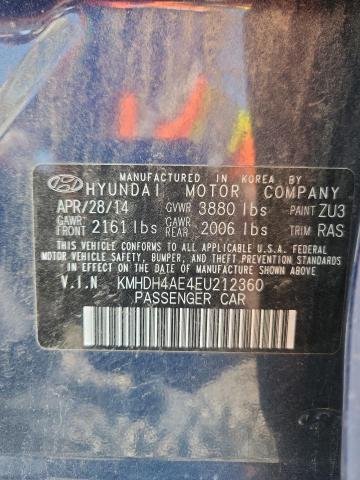 MANUFACTURED IN KOREA BY
HYUNDAI MOTOR COMPANY
APR/28/14 GVWR 3880 lbs PAINT ZU3
GAWR FRONT 2161 lbs GAWR REAR 2006 lbs TRIM RAS
THIS VEHICLE CONFORMS TO ALL APPLICABLE U.S.A. FEDERAL
MOTOR VEHICLE SAFETY, BUMPER, AND THEFT PREVENTION
STANDARDS IN EFFECT ON THE DATE OF MANUFACTURE SHOWN ABOVE.
V.I.N KMHDH4AE4EU212360
PASSENGER CAR